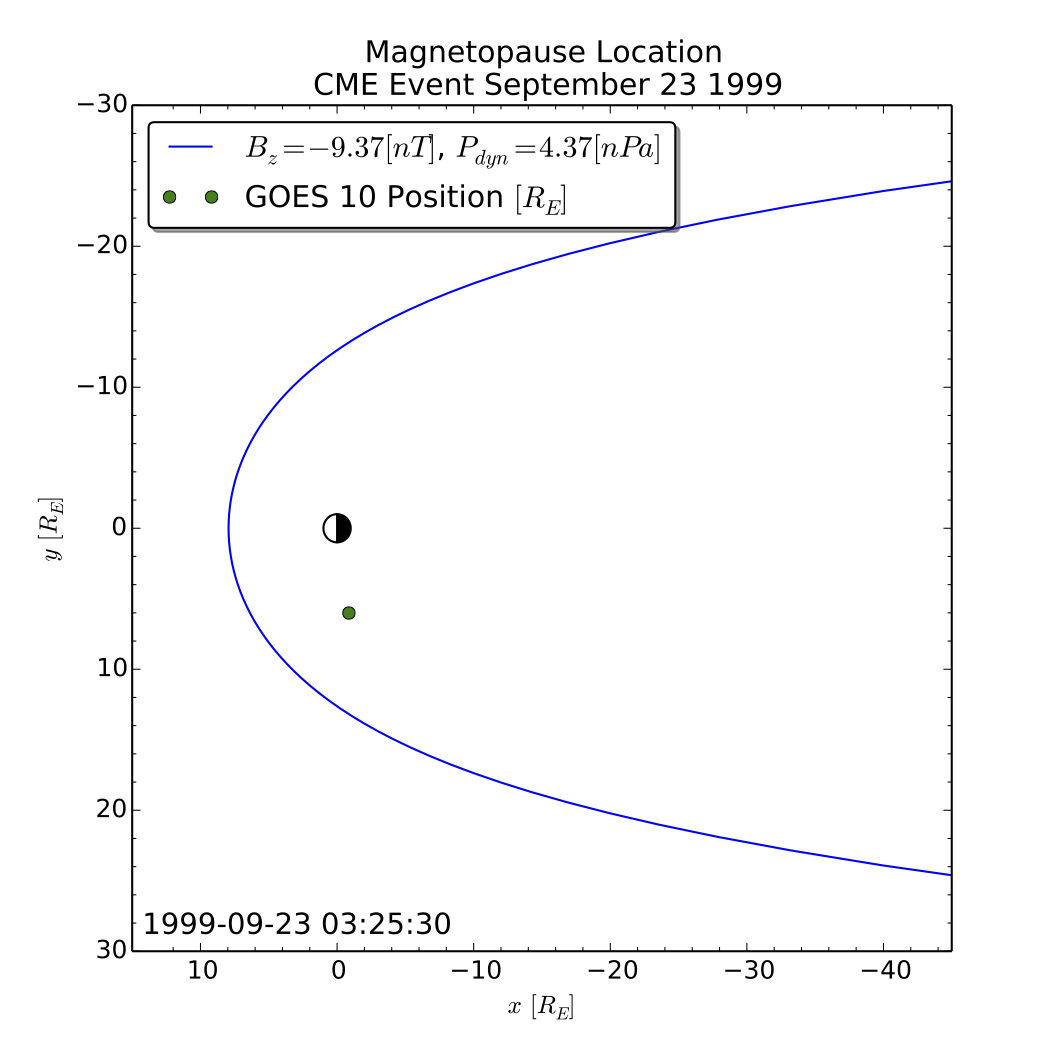 Magnetopause Location
CME Event September 23 1999
B_z=−9.37[nT], P_dyn=4.37[nPa]
GOES 10 Position [R_E]
−30
−20
−10
0
10
20
30
y [R_E]
1999-09-23 03:25:30
10 0 −10 −20 −30 −40
x [R_E]